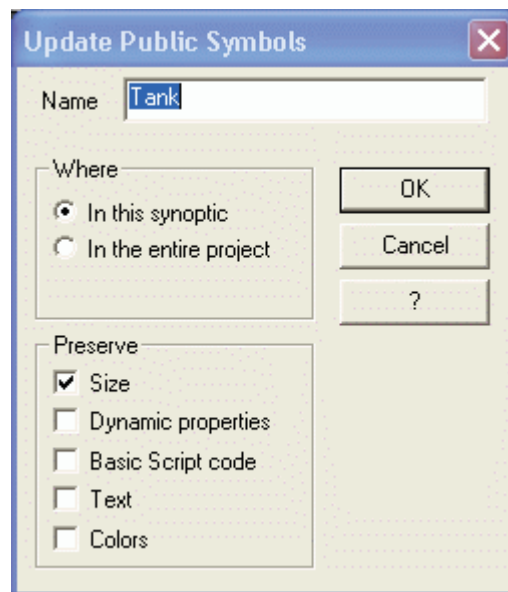 Update Public Symbols
Name Tank
Where
In this synoptic
In the entire project
OK
Cancel
?
Preserve
Size
Dynamic properties
Basic Script code
Text
Colors